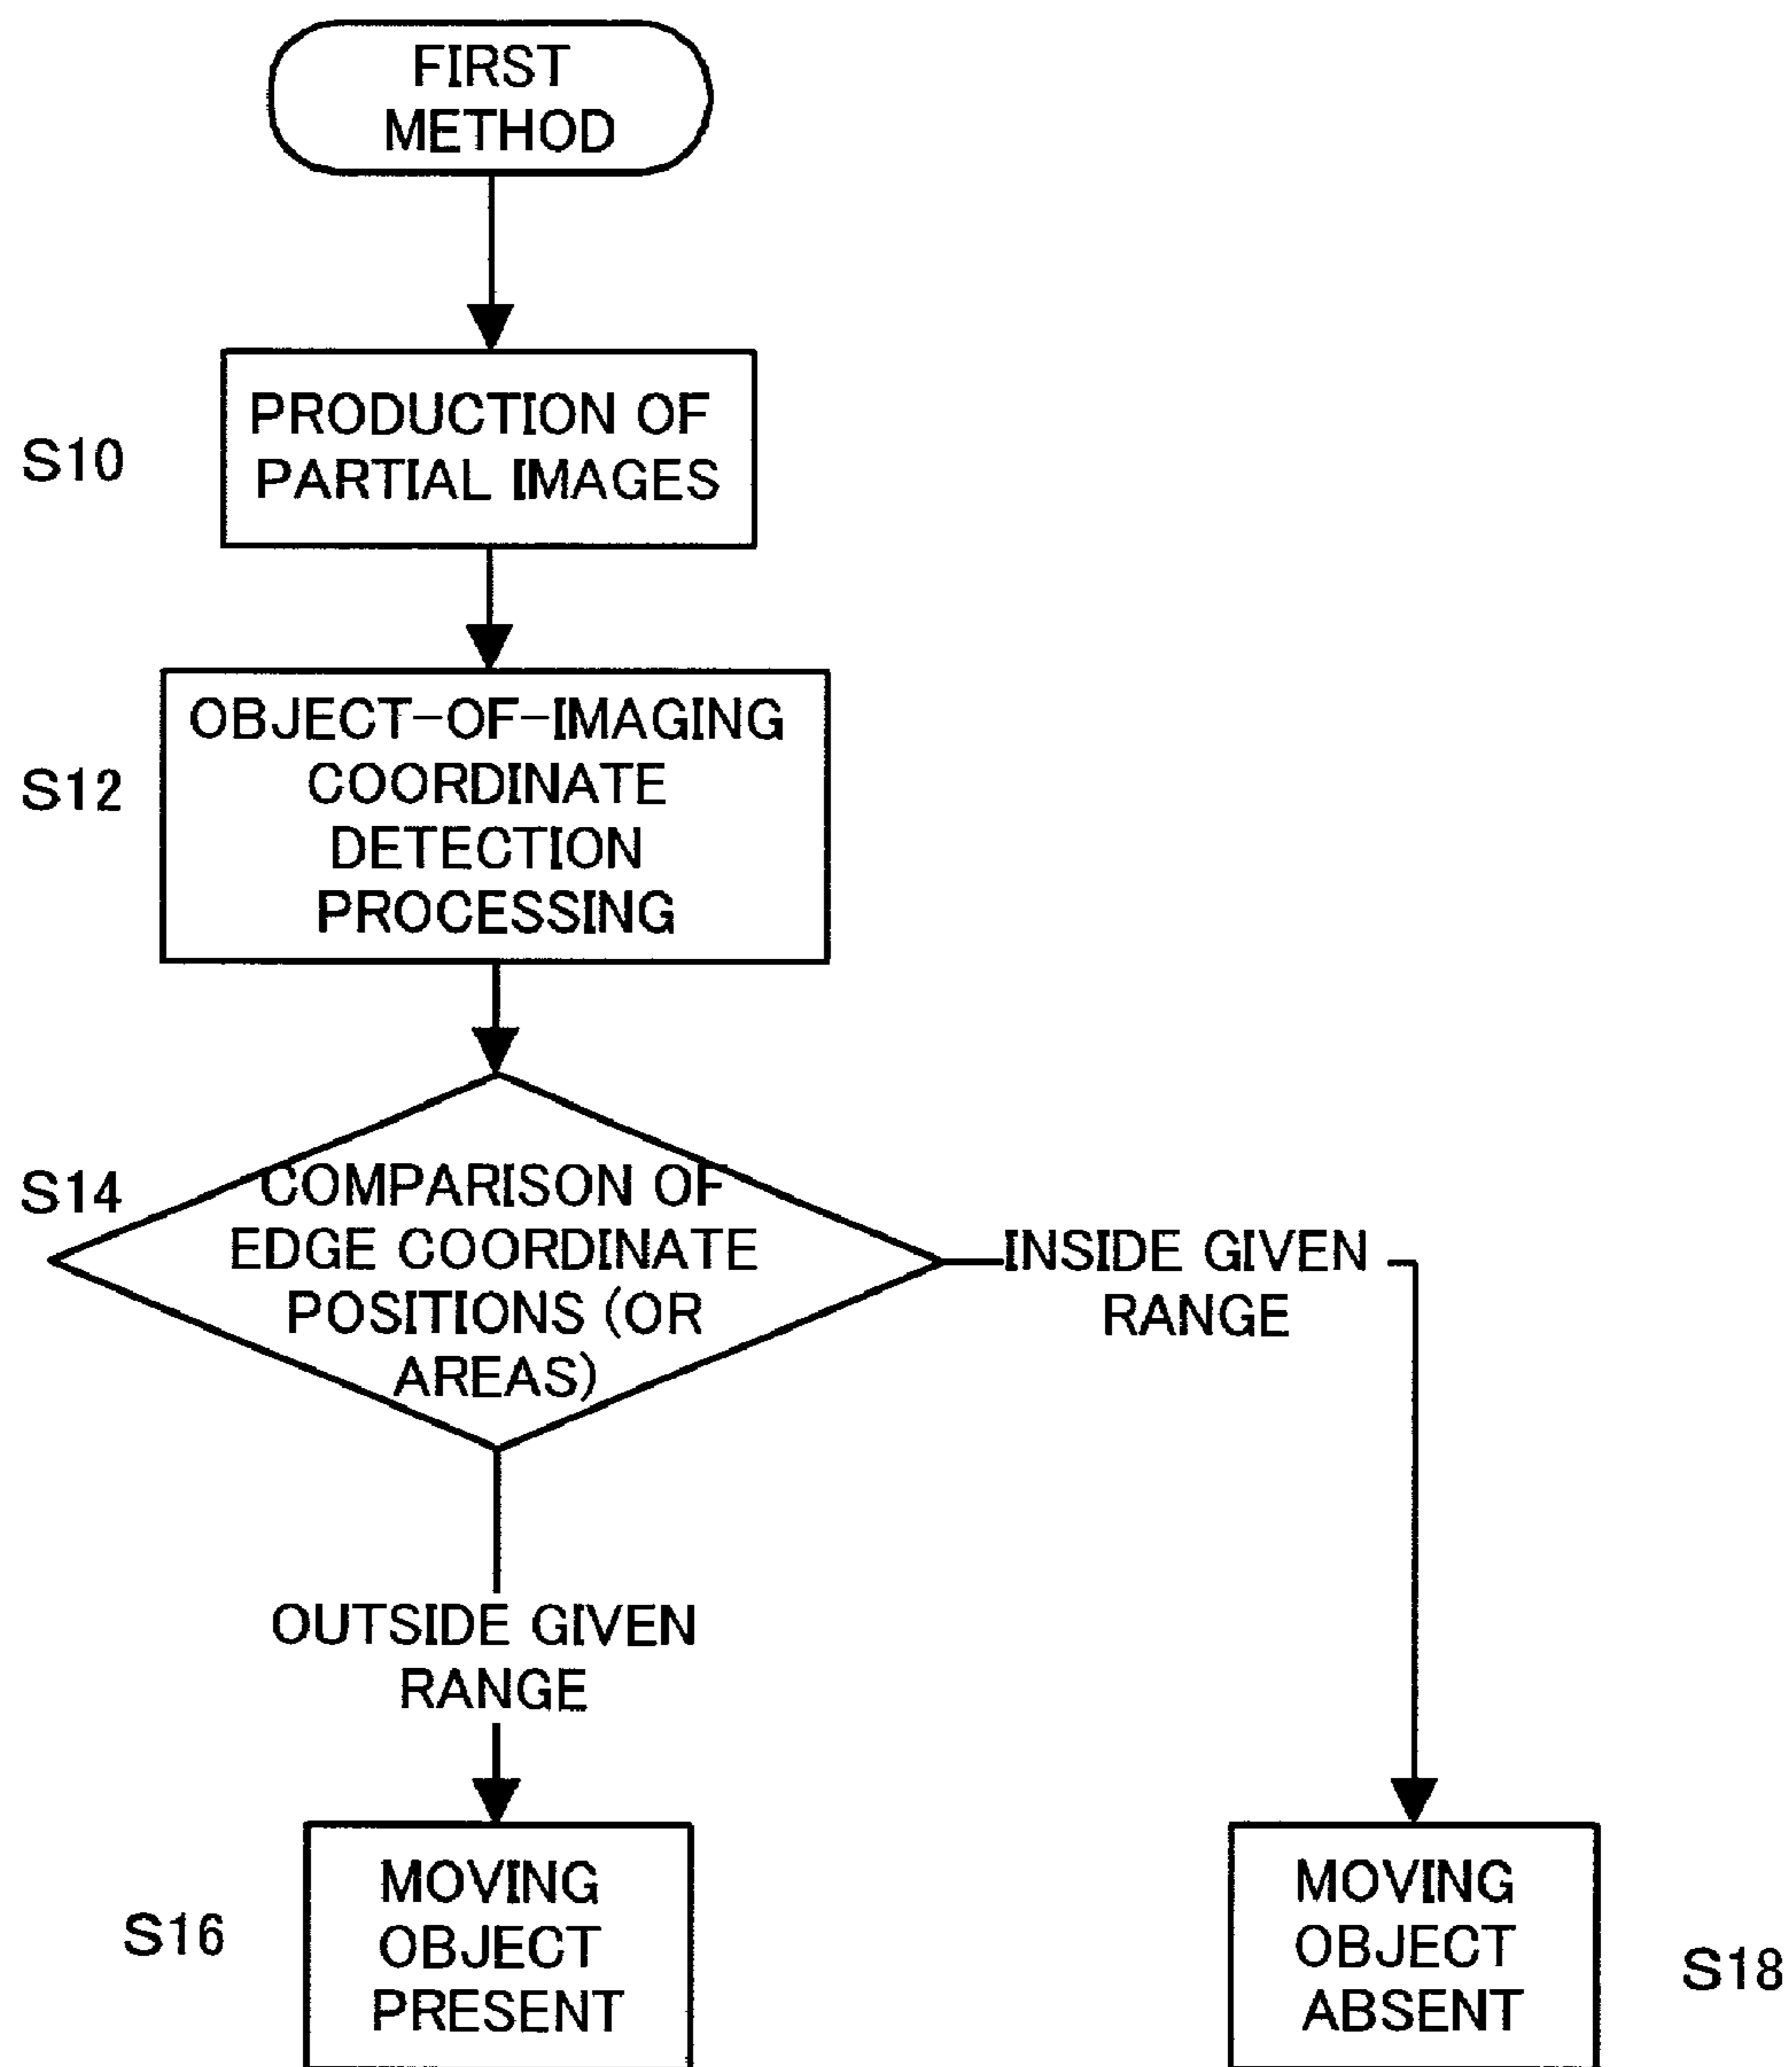 FIRST
METHOD
S10
PRODUCTION OF
PARTIAL IMAGES
S12
OBJECT-OF-IMAGING
COORDINATE
DETECTION
PROCESSING
S14
COMPARISON OF
EDGE COORDINATE
POSITIONS (OR
AREAS)
INSIDE GIVEN
RANGE
OUTSIDE GIVEN
RANGE
S16
MOVING
OBJECT
PRESENT
MOVING
OBJECT
ABSENT
S18